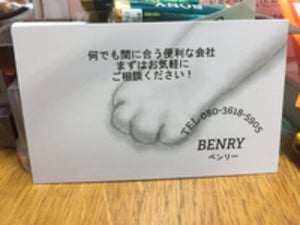 何でも間に合う便利な会社
まずはお気軽に
ご相談ください！
TEL 080-3618-5905
BENRY
ベンリー